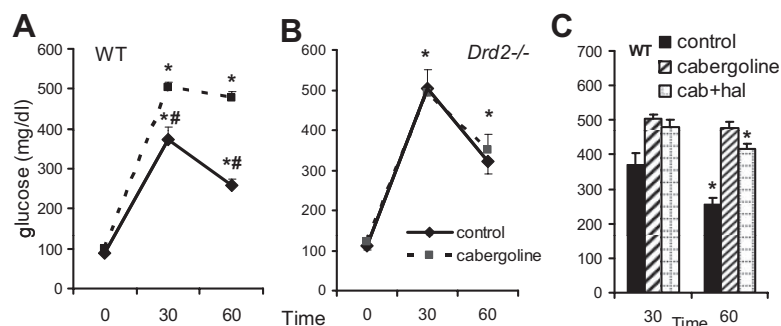 A
WT
glucose (mg/dl)
600
500
400
300
200
100
0
*
*
*#
*#
0
30
60
B
Drd2-/-
600
500
400
300
200
100
0
*
*
control
cabergoline
Time
0
30
60
C
WT
control
cabergoline
cab+hal
700
600
500
400
300
200
100
0
*
*
30
60
Time